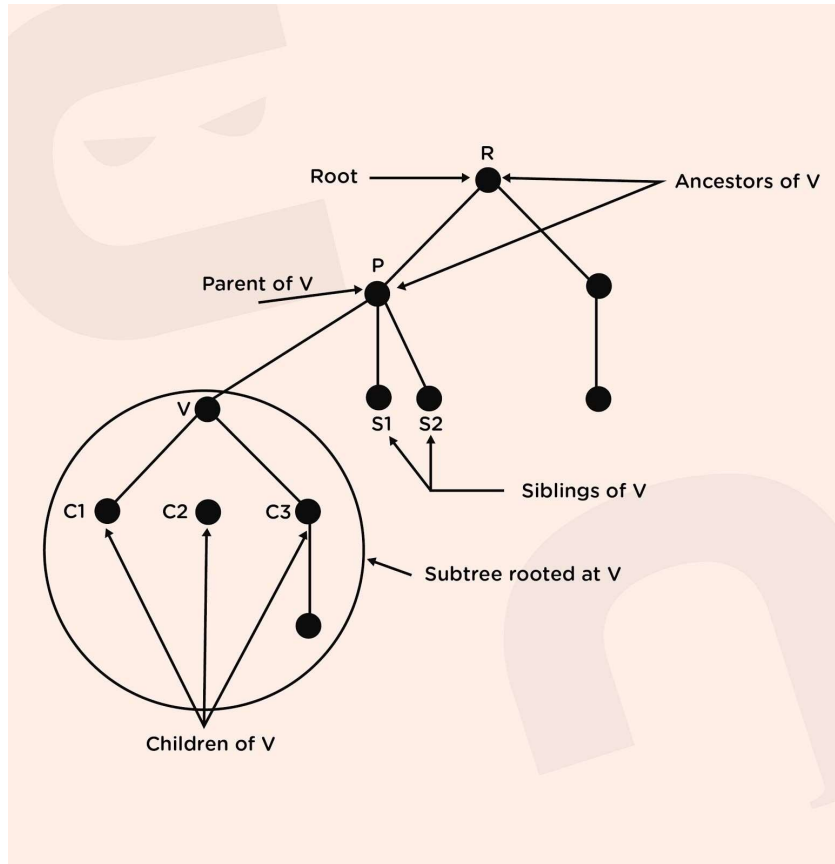 R
Root
Ancestors of V
P
Parent of V
V
S1 S2
Siblings of V
C1 C2 C3
Subtree rooted at V
Children of V